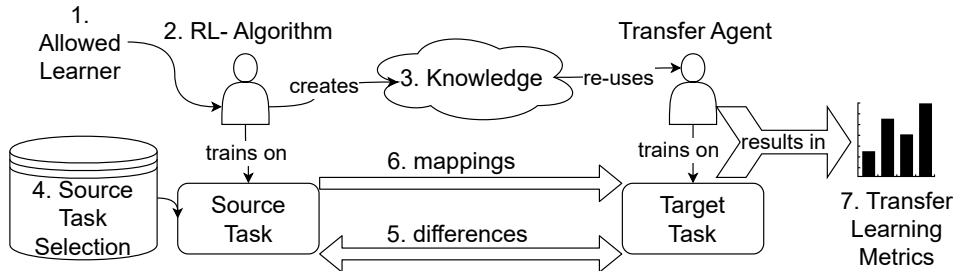 1.
Allowed
Learner
2. RL- Algorithm
creates
3. Knowledge
re-uses
Transfer Agent
trains on
trains on
results in
4. Source
Task
Selection
Source
Task
6. mappings
5. differences
Target
Task
7. Transfer
Learning
Metrics